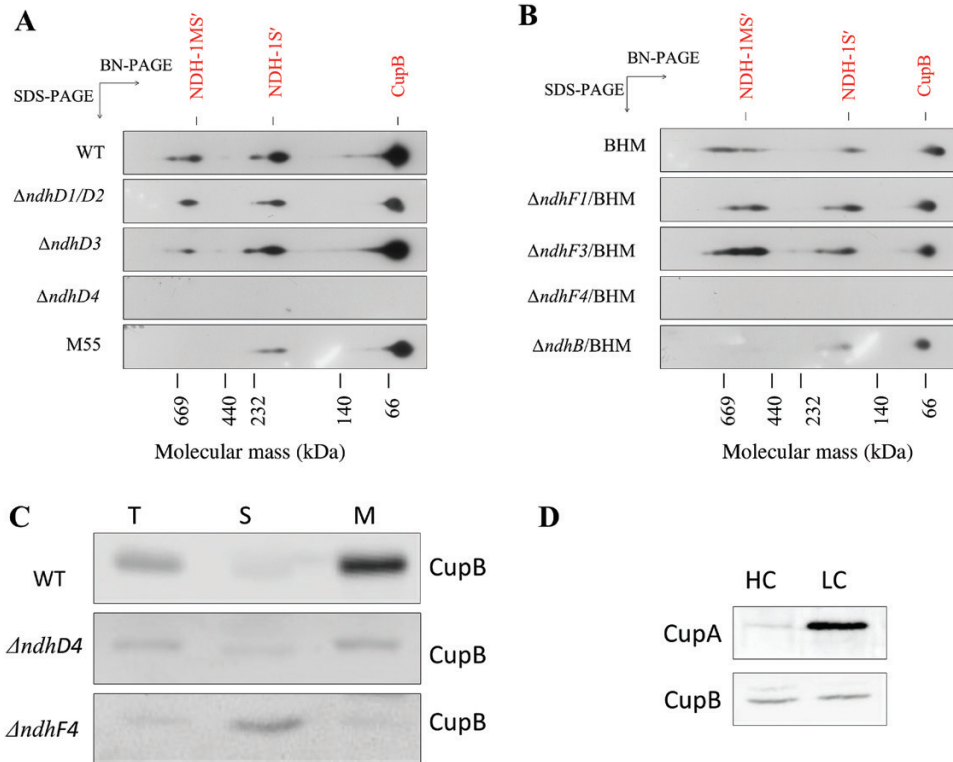 A
BN-PAGE
SDS-PAGE
NDH-1MS′
NDH-1S′
CupB
WT
ΔndhD1/D2
ΔndhD3
ΔndhD4
M55
669
440
232
140
66
Molecular mass (kDa)
B
BN-PAGE
SDS-PAGE
NDH-1MS′
NDH-1S′
CupB
BHM
ΔndhF1/BHM
ΔndhF3/BHM
ΔndhF4/BHM
ΔndhB/BHM
669
440
232
140
66
Molecular mass (kDa)
C
T S M
WT CupB
ΔndhD4 CupB
ΔndhF4 CupB
D
HC LC
CupA
CupB